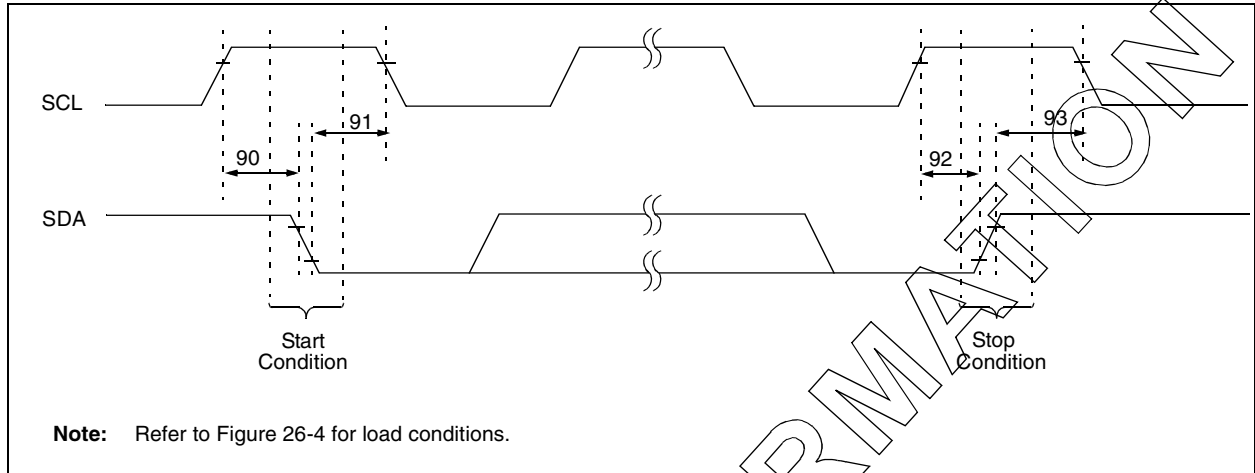 SCL
91
93
90
92
SDA
Start
Condition
Stop
Condition
Note: Refer to Figure 26-4 for load conditions.
RMATION